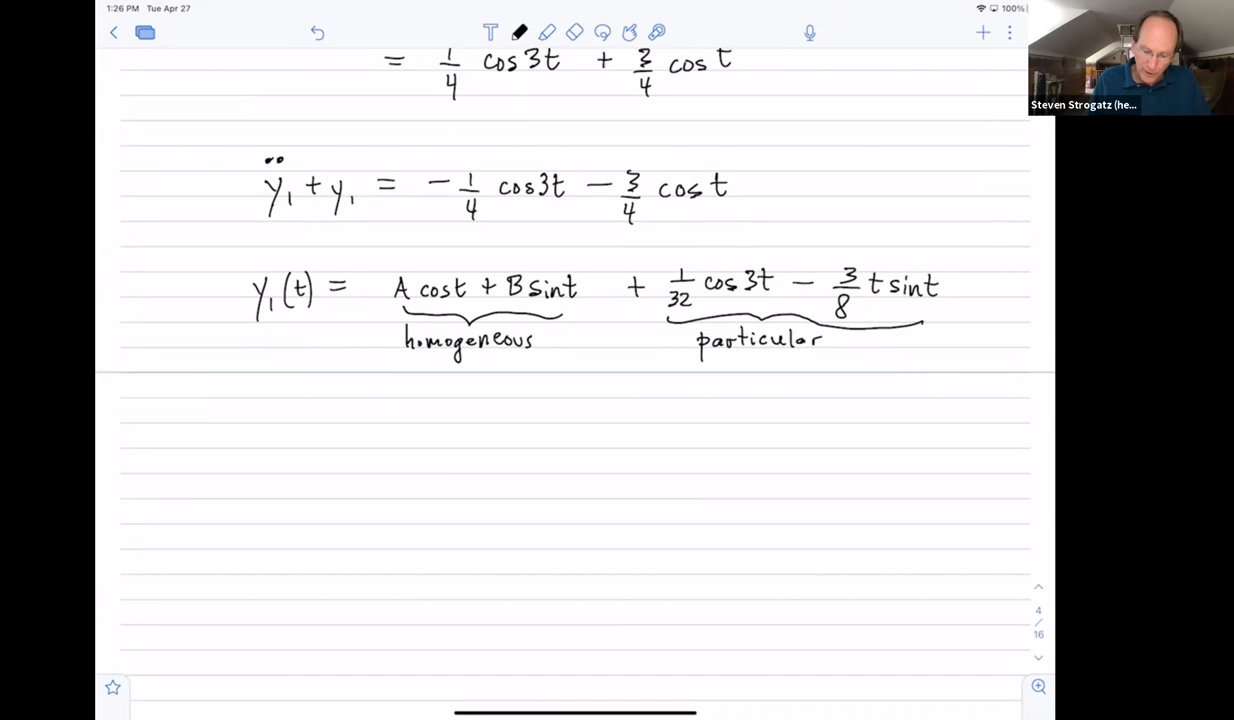 1:26 PM Tue Apr 27
100%
Steven Strogatz (he...
= 1/4 cos 3t + 3/4 cos t
ÿ₁ + y₁ = - 1/4 cos 3t - 3/4 cos t
y₁(t) = A cos t + B sin t + 1/32 cos 3t - 3/8 t sin t
homogeneous particular
4
/
16